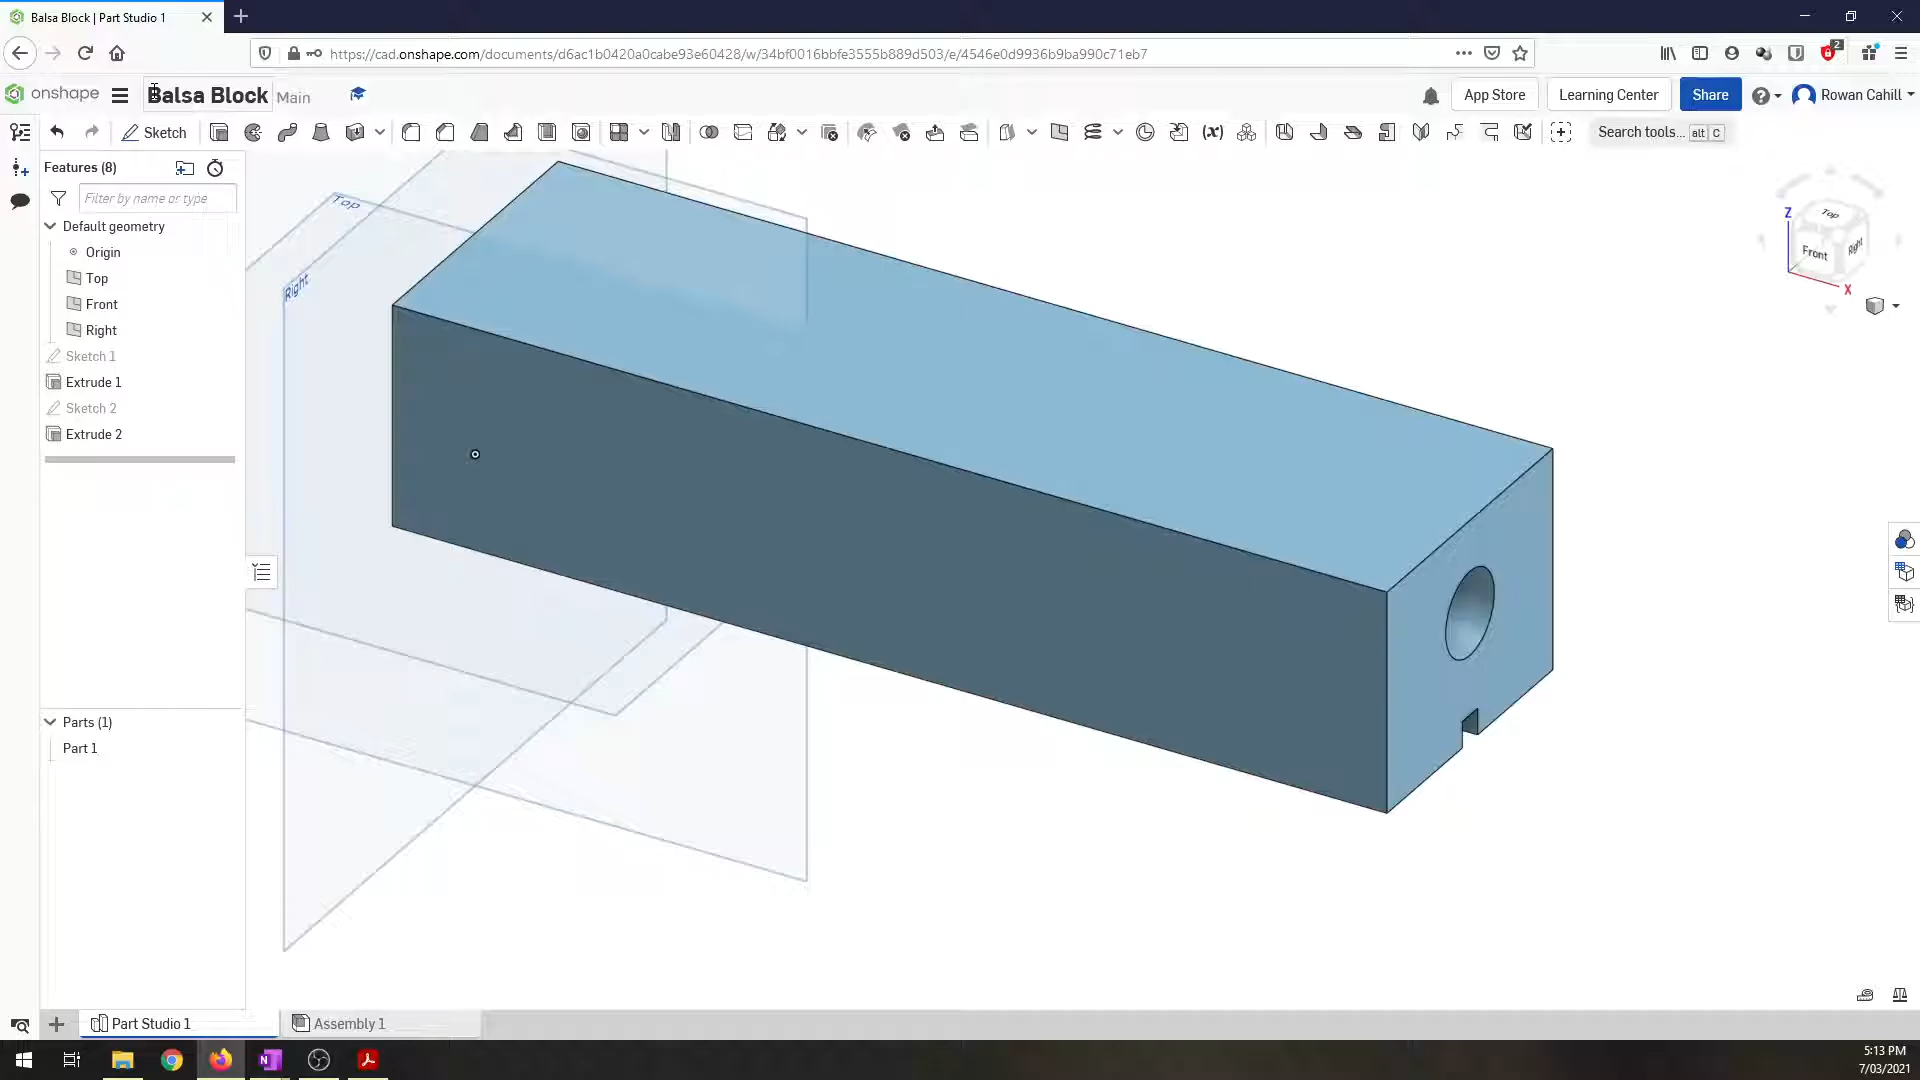 Balsa Block | Part Studio 1
https://cad.onshape.com/documents/d6ac1b0420a0cabe93e60428/w/34bf0016bbfe3555b889d503/e/4546e0d9936b9ba990c71eb7
2
onshape
Balsa Block
Main
App Store
Learning Center
Share
Rowan Cahill
Sketch
(x)
Search tools...
alt
C
Features (8)
Filter by name or type
Default geometry
Origin
Top
Front
Right
Sketch 1
Extrude 1
Sketch 2
Extrude 2
Top
Right
Z
Top
Front
Right
X
Parts (1)
Part 1
Part Studio 1
Assembly 1
5:13 PM
7/03/2021